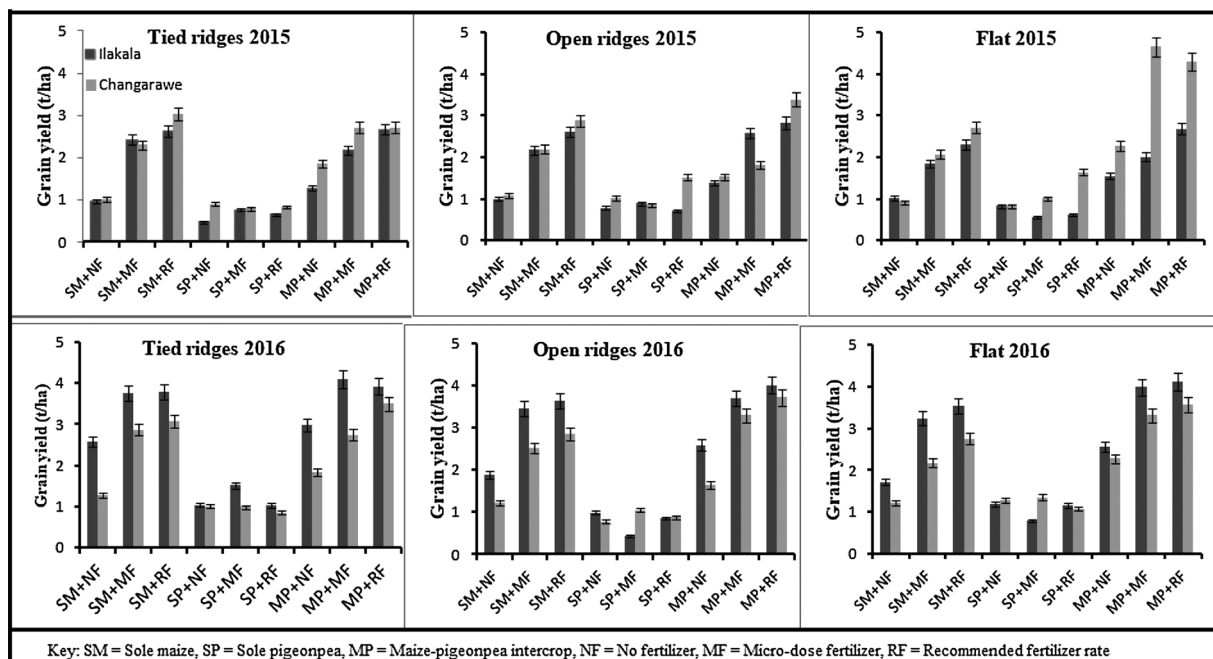 Tied ridges 2015
Grain yield (t/ha)
5
4
3
2
1
0
Ilakala
Changarawe
SM+NF
SM+MF
SM+RF
SP+NF
SP+MF
SP+RF
MP+NF
MP+MF
MP+RF
Open ridges 2015
Grain yield (t/ha)
5
4
3
2
1
0
SM+NF
SM+MF
SM+RF
SP+NF
SP+MF
SP+RF
MP+NF
MP+MF
MP+RF
Flat 2015
Grain yield (t/ha)
5
4
3
2
1
0
SM+NF
SM+MF
SM+RF
SP+NF
SP+MF
SP+RF
MP+NF
MP+MF
MP+RF
Tied ridges 2016
Grain yield (t/ha)
5
4
3
2
1
0
SM+NF
SM+MF
SM+RF
SP+NF
SP+MF
SP+RF
MP+NF
MP+MF
MP+RF
Open ridges 2016
Grain yield (t/ha)
5
4
3
2
1
0
SM+NF
SM+MF
SM+RF
SP+NF
SP+MF
SP+RF
MP+NF
MP+MF
MP+RF
Flat 2016
Grain yield (t/ha)
5
4
3
2
1
0
SM+NF
SM+MF
SM+RF
SP+NF
SP+MF
SP+RF
MP+NF
MP+MF
MP+RF
Key: SM = Sole maize, SP = Sole pigeonpea, MP = Maize-pigeonpea intercrop, NF = No fertilizer, MF = Micro-dose fertilizer, RF = Recommended fertilizer rate